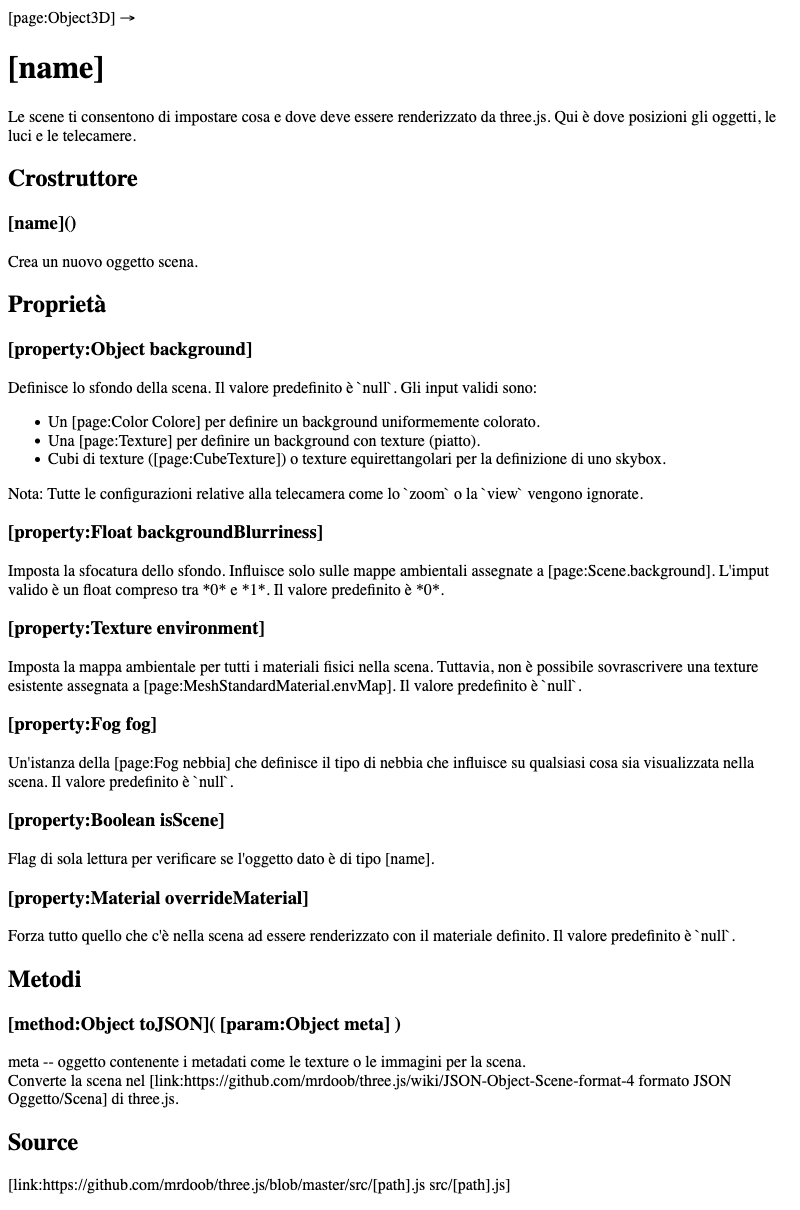 [page:Object3D] →
[name]
Le scene ti consentono di impostare cosa e dove deve essere renderizzato da three.js. Qui è dove posizioni gli oggetti, le
luci e le telecamere.
Crostruttore
[name]()
Crea un nuovo oggetto scena.
Proprietà
[property:Object background]
Definisce lo sfondo della scena. Il valore predefinito è `null`. Gli input validi sono:
• Un [page:Color Colore] per definire un background uniformemente colorato.
• Una [page:Texture] per definire un background con texture (piatto).
• Cubi di texture ([page:CubeTexture]) o texture equirettangolari per la definizione di uno skybox.
Nota: Tutte le configurazioni relative alla telecamera come lo `zoom` o la `view` vengono ignorate.
[property:Float backgroundBlurriness]
Imposta la sfocatura dello sfondo. Influisce solo sulle mappe ambientali assegnate a [page:Scene.background]. L'imput
valido è un float compreso tra *0* e *1*. Il valore predefinito è *0*.
[property:Texture environment]
Imposta la mappa ambientale per tutti i materiali fisici nella scena. Tuttavia, non è possibile sovrascrivere una texture
esistente assegnata a [page:MeshStandardMaterial.envMap]. Il valore predefinito è `null`.
[property:Fog fog]
Un'istanza della [page:Fog nebbia] che definisce il tipo di nebbia che influisce su qualsiasi cosa sia visualizzata nella
scena. Il valore predefinito è `null`.
[property:Boolean isScene]
Flag di sola lettura per verificare se l'oggetto dato è di tipo [name].
[property:Material overrideMaterial]
Forza tutto quello che c'è nella scena ad essere renderizzato con il materiale definito. Il valore predefinito è `null`.
Metodi
[method:Object toJSON]( [param:Object meta] )
meta -- oggetto contenente i metadati come le texture o le immagini per la scena.
Converte la scena nel [link:https://github.com/mrdoob/three.js/wiki/JSON-Object-Scene-format-4 formato JSON
Oggetto/Scena] di three.js.
Source
[link:https://github.com/mrdoob/three.js/blob/master/src/[path].js src/[path].js]